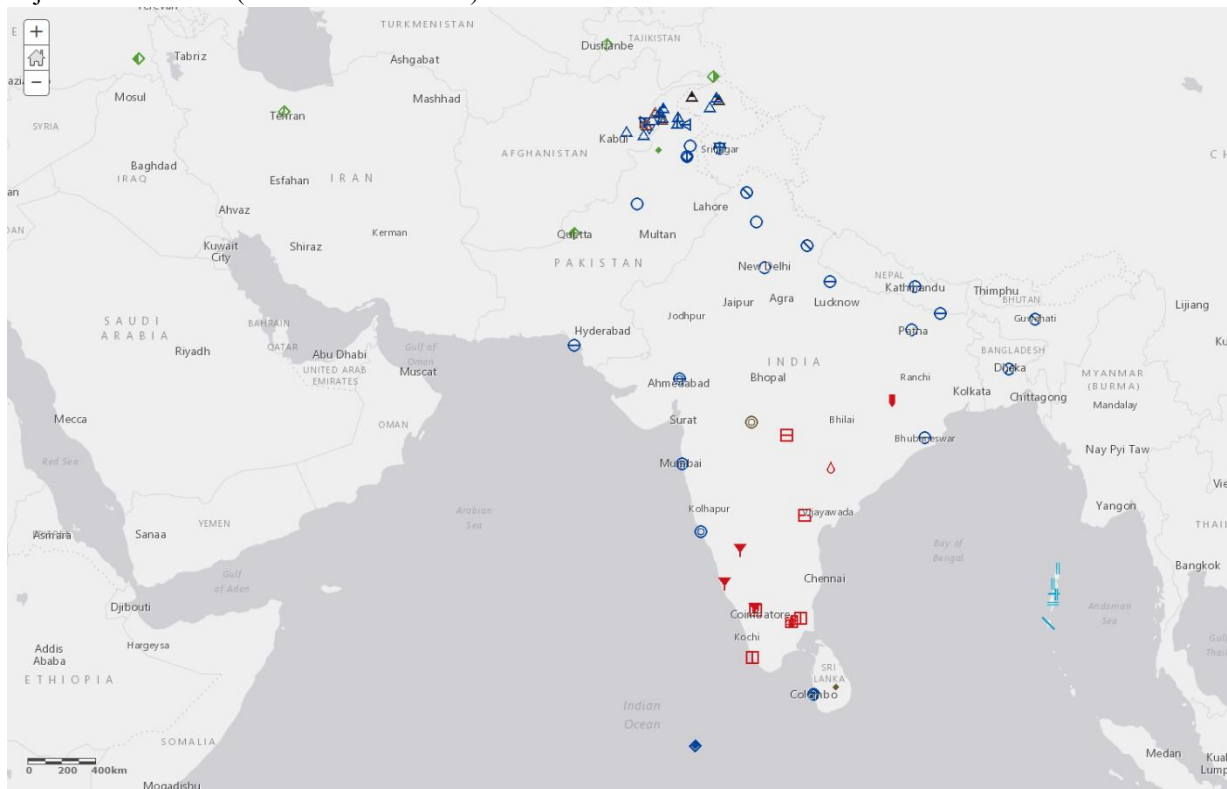 Yerevan
TURKMENISTAN
TAJIKISTAN
Dushanbe
Tabriz
Ashgabat
Mosul
Mashhad
Tehran
SYRIA
Kabul
Srinagar
AFGHANISTAN
Baghdad
IRAQ
Esfahan
IRAN
Ahvaz
Lahore
Kerman
Quetta
Multan
Kuwait
City
Shiraz
PAKISTAN
New Delhi
NEPAL
Kathmandu
Thimphu
BHUTAN
Jaipur
Agra
Lucknow
Lijiang
Jodhpur
Guwahati
SAUDI
ARABIA
BAHRAIN
Hyderabad
Patna
Riyadh
QATAR
Abu Dhabi
Gulf of
Oman
INDIA
BANGLADESH
UNITED ARAB
EMIRATES
Muscat
Ahmedabad
Bhopal
Ranchi
Dhaka
MYANMAR
(BURMA)
Kolkata
Chittagong
Mandalay
Mecca
OMAN
Surat
Bhilai
Bhubaneswar
Nay Pyi Taw
Red Sea
Mumbai
Yangon
Arabian
Sea
Kolhapur
Vijayawada
Asmara
Sanaa
YEMEN
Bay of
Bengal
Bangkok
Gulf
of Aden
Chennai
Djibouti
Andaman
Sea
Coimbatore
Addis
Ababa
Hargeysa
Kochi
ETHIOPIA
SRI
LANKA
Colombo
Indian
Ocean
SOMALIA
Medan
0 200 400km
Mogadishu